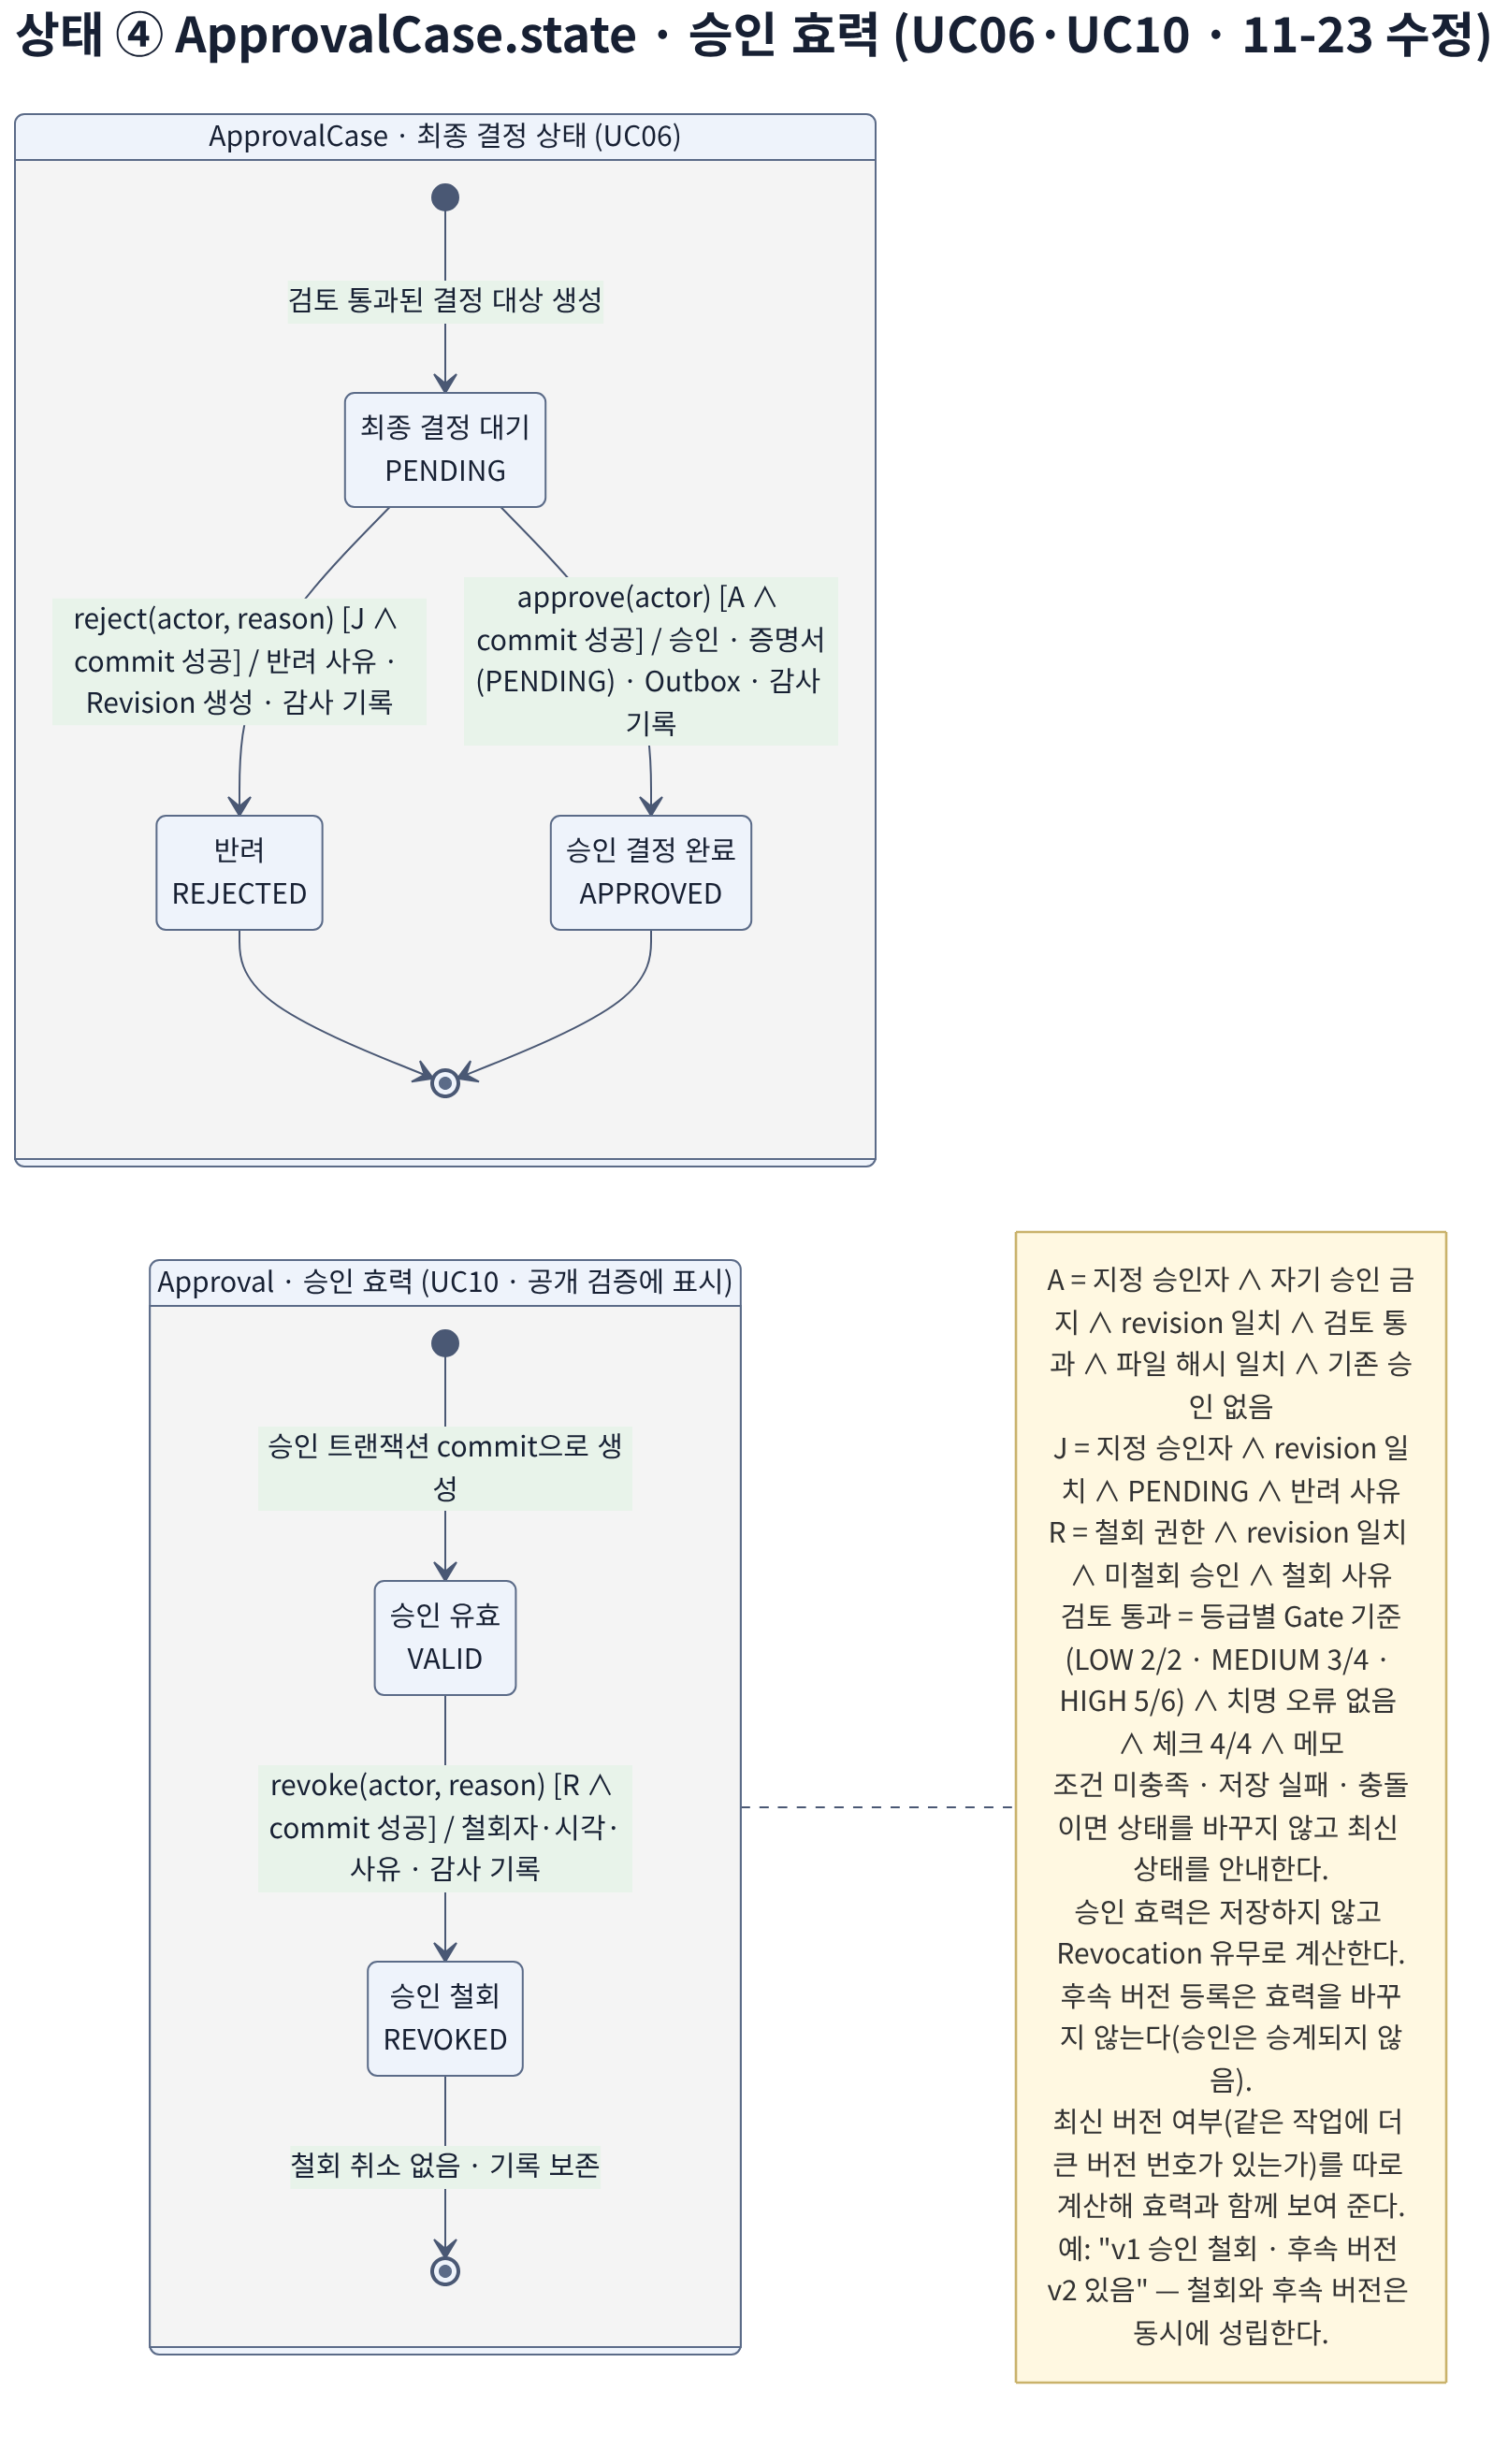 상태 ④ ApprovalCase.state · 승인 효력 (UC06·UC10 · 11-23 수정)
ApprovalCase · 최종 결정 상태 (UC06)
검토 통과된 결정 대상 생성
최종 결정 대기
PENDING
reject(actor, reason) [J ∧
commit 성공] / 반려 사유 ·
Revision 생성 · 감사 기록
approve(actor) [A ∧
commit 성공] / 승인 · 증명서
(PENDING) · Outbox · 감사
기록
반려
REJECTED
승인 결정 완료
APPROVED
Approval · 승인 효력 (UC10 · 공개 검증에 표시)
승인 트랜잭션 commit으로 생
성
승인 유효
VALID
revoke(actor, reason) [R ∧
commit 성공] / 철회자·시각·
사유 · 감사 기록
승인 철회
REVOKED
철회 취소 없음 · 기록 보존
A = 지정 승인자 ∧ 자기 승인 금
지 ∧ revision 일치 ∧ 검토 통
과 ∧ 파일 해시 일치 ∧ 기존 승
인 없음
J = 지정 승인자 ∧ revision 일
치 ∧ PENDING ∧ 반려 사유
R = 철회 권한 ∧ revision 일치
∧ 미철회 승인 ∧ 철회 사유
검토 통과 = 등급별 Gate 기준
(LOW 2/2 · MEDIUM 3/4 ·
HIGH 5/6) ∧ 치명 오류 없음
∧ 체크 4/4 ∧ 메모
조건 미충족 · 저장 실패 · 충돌
이면 상태를 바꾸지 않고 최신
상태를 안내한다.
승인 효력은 저장하지 않고
Revocation 유무로 계산한다.
후속 버전 등록은 효력을 바꾸
지 않는다(승인은 승계되지 않
음).
최신 버전 여부(같은 작업에 더
큰 버전 번호가 있는가)를 따로
계산해 효력과 함께 보여 준다.
예: "v1 승인 철회 · 후속 버전
v2 있음" — 철회와 후속 버전은
동시에 성립한다.